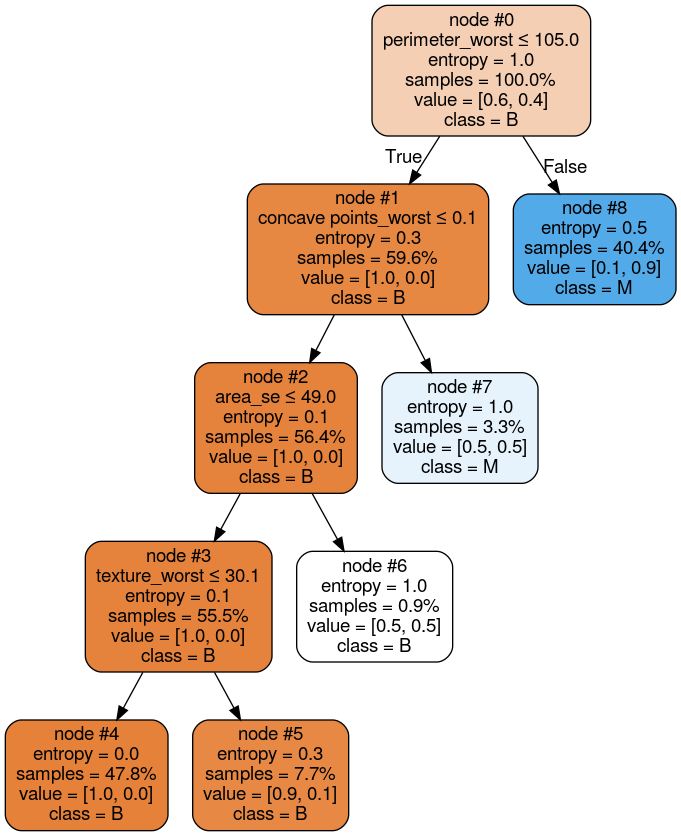 node #0
perimeter_worst ≤ 105.0
entropy = 1.0
samples = 100.0%
value = [0.6, 0.4]
class = B
True
False
node #1
concave points_worst ≤ 0.1
entropy = 0.3
samples = 59.6%
value = [1.0, 0.0]
class = B
node #8
entropy = 0.5
samples = 40.4%
value = [0.1, 0.9]
class = M
node #2
area_se ≤ 49.0
entropy = 0.1
samples = 56.4%
value = [1.0, 0.0]
class = B
node #7
entropy = 1.0
samples = 3.3%
value = [0.5, 0.5]
class = M
node #3
texture_worst ≤ 30.1
entropy = 0.1
samples = 55.5%
value = [1.0, 0.0]
class = B
node #6
entropy = 1.0
samples = 0.9%
value = [0.5, 0.5]
class = B
node #4
entropy = 0.0
samples = 47.8%
value = [1.0, 0.0]
class = B
node #5
entropy = 0.3
samples = 7.7%
value = [0.9, 0.1]
class = B